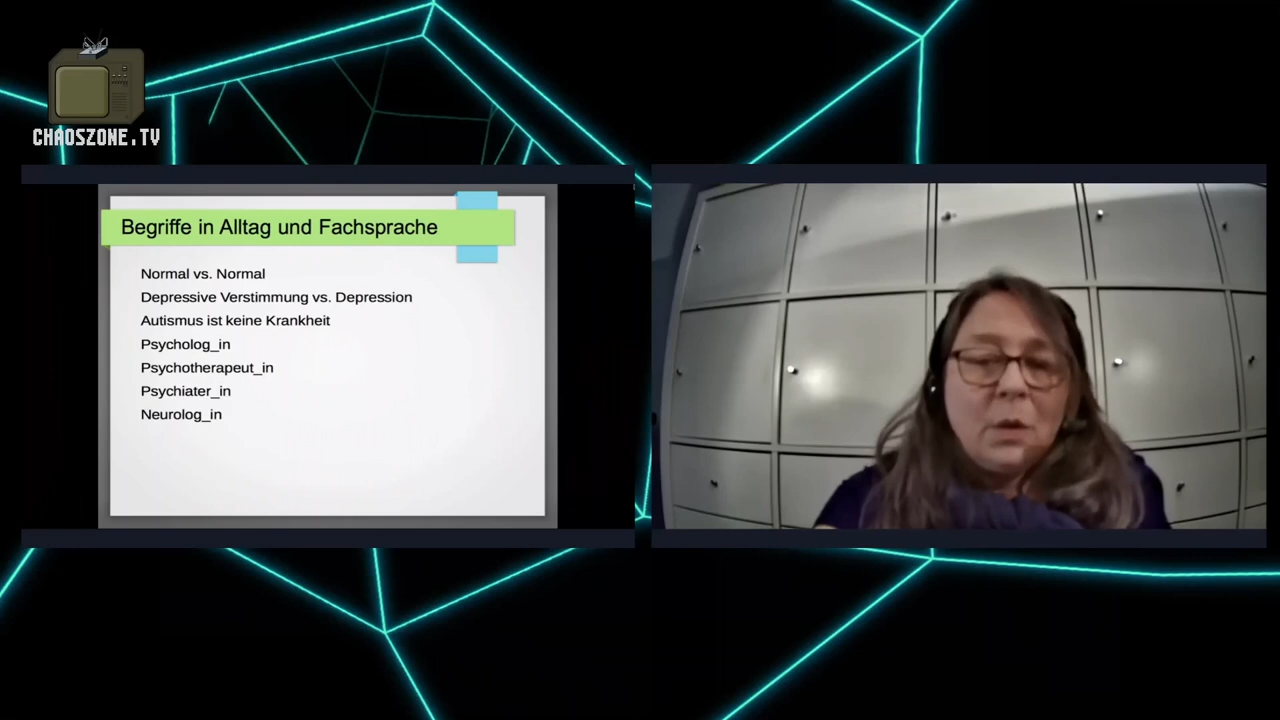 CHAOSZONE.TV
Begriffe in Alltag und Fachsprache
Normal vs. Normal
Depressive Verstimmung vs. Depression
Autismus ist keine Krankheit
Psycholog_in
Psychotherapeut_in
Psychiater_in
Neurolog_in